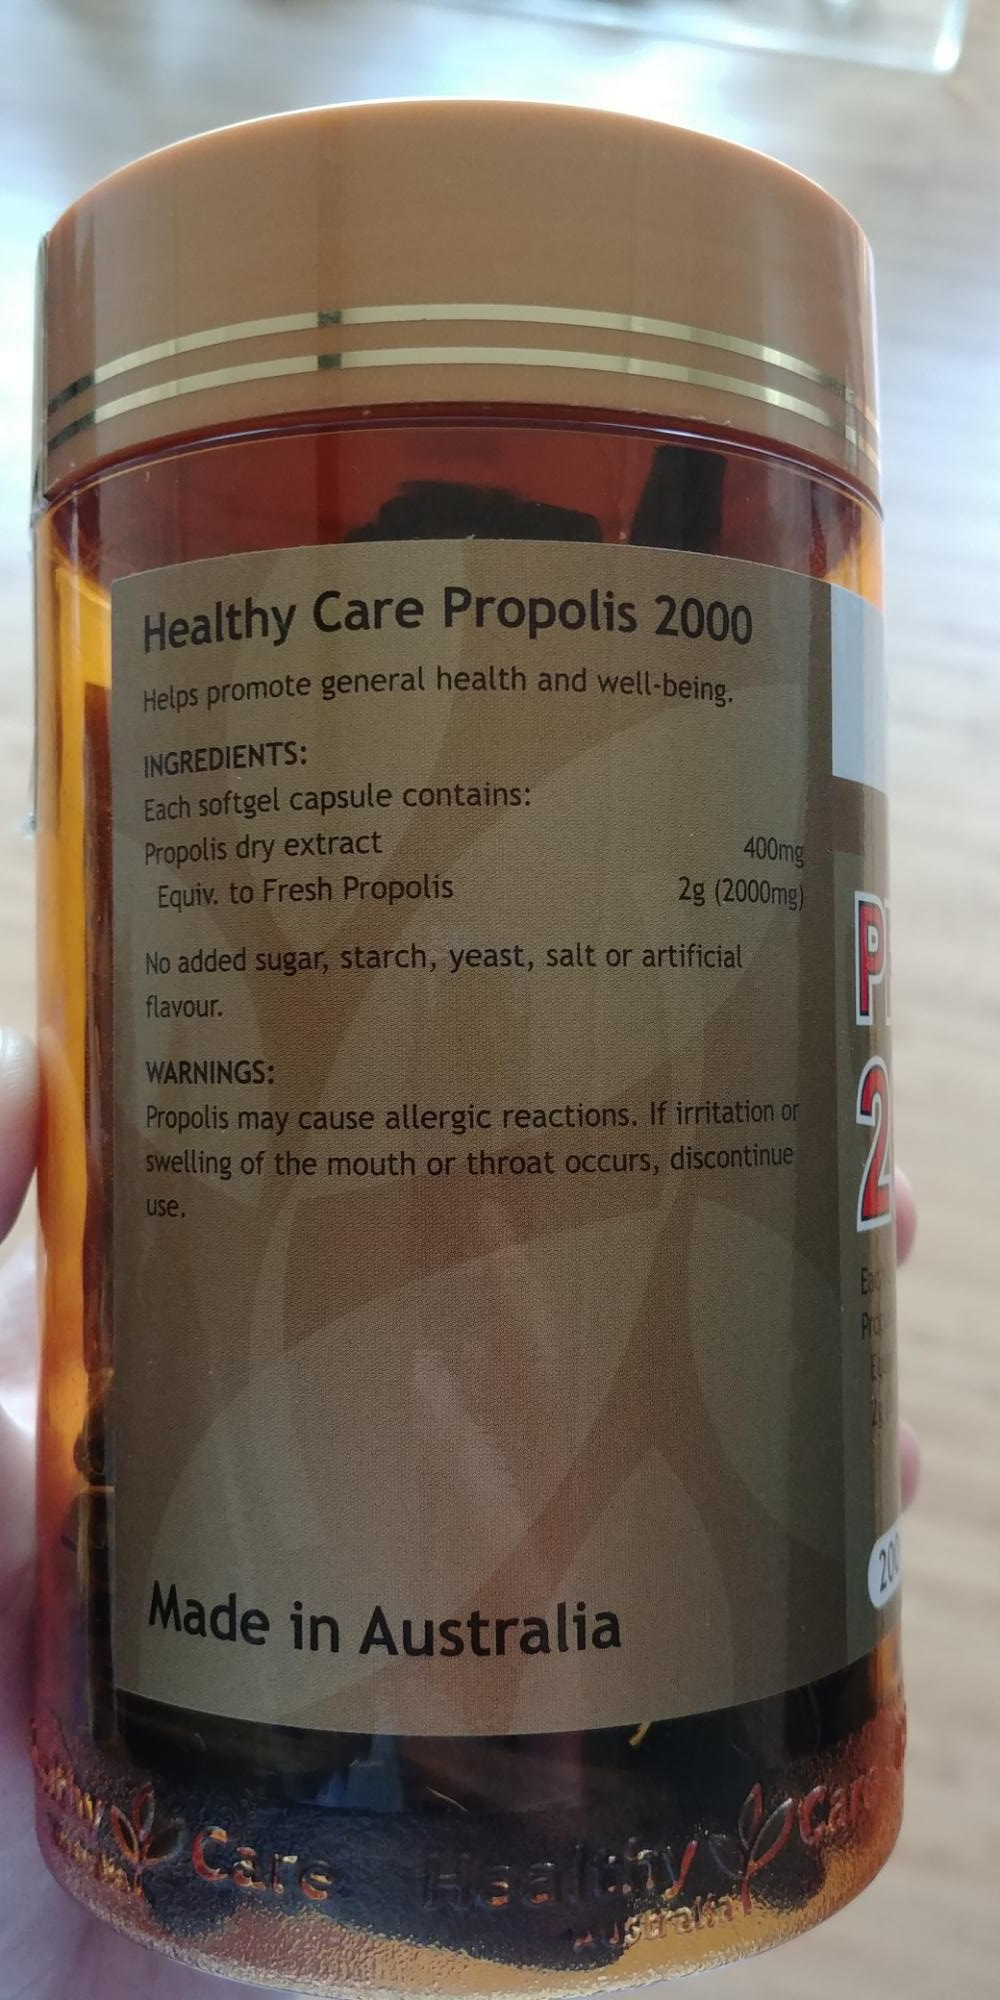 Healthy Care Propolis 2000
Helps promote general health and well-being.
INGREDIENTS:
Each softgel capsule contains:
Propolis dry extract 400mg
Equiv. to Fresh Propolis 2g (2000mg)
No added sugar, starch, yeast, salt or artificial
flavour.
WARNINGS:
Propolis may cause allergic reactions. If irritation or
swelling of the mouth or throat occurs, discontinue
use.
Made in Australia
Care Healthy Care
Australia